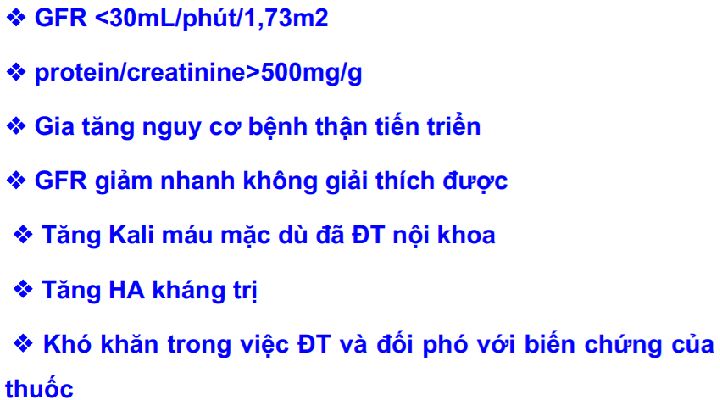 ❖ GFR <30mL/phút/1,73m2
❖ protein/creatinine>500mg/g
❖ Gia tăng nguy cơ bệnh thận tiến triển
❖ GFR giảm nhanh không giải thích được
❖ Tăng Kali máu mặc dù đã ĐT nội khoa
❖ Tăng HA kháng trị
❖ Khó khăn trong việc ĐT và đối phó với biến chứng của
thuốc